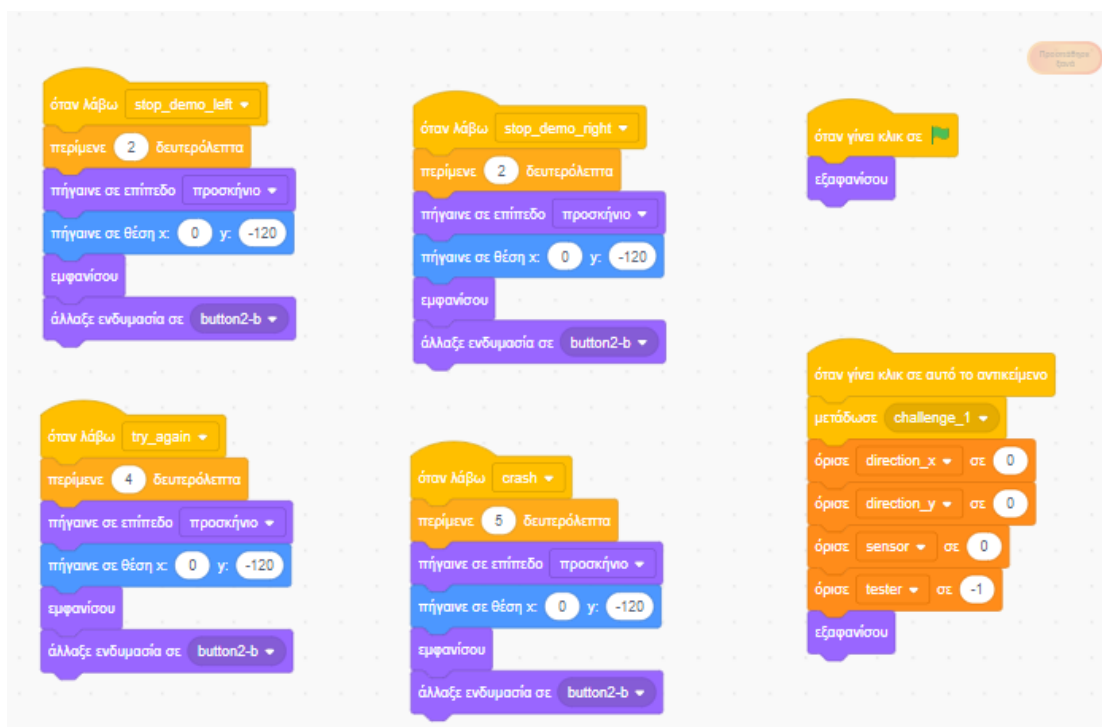 όταν λάβω stop_demo_left
περίμενε 2 δευτερόλεπτα
πήγαινε σε επίπεδο προσκήνιο
πήγαινε σε θέση x: 0 y: -120
εμφανίσου
άλλαξε ενδυμασία σε button2-b
όταν λάβω stop_demo_right
περίμενε 2 δευτερόλεπτα
πήγαινε σε επίπεδο προσκήνιο
πήγαινε σε θέση x: 0 y: -120
εμφανίσου
άλλαξε ενδυμασία σε button2-b
Προσπάθησε
ξανά
όταν γίνει κλικ σε
εξαφανίσου
όταν λάβω try_again
περίμενε 4 δευτερόλεπτα
πήγαινε σε επίπεδο προσκήνιο
πήγαινε σε θέση x: 0 y: -120
εμφανίσου
άλλαξε ενδυμασία σε button2-b
όταν λάβω crash
περίμενε 5 δευτερόλεπτα
πήγαινε σε επίπεδο προσκήνιο
πήγαινε σε θέση x: 0 y: -120
εμφανίσου
άλλαξε ενδυμασία σε button2-b
όταν γίνει κλικ σε αυτό το αντικείμενο
μετάδωσε challenge_1
όρισε direction_x σε 0
όρισε direction_y σε 0
όρισε sensor σε 0
όρισε tester σε -1
εξαφανίσου